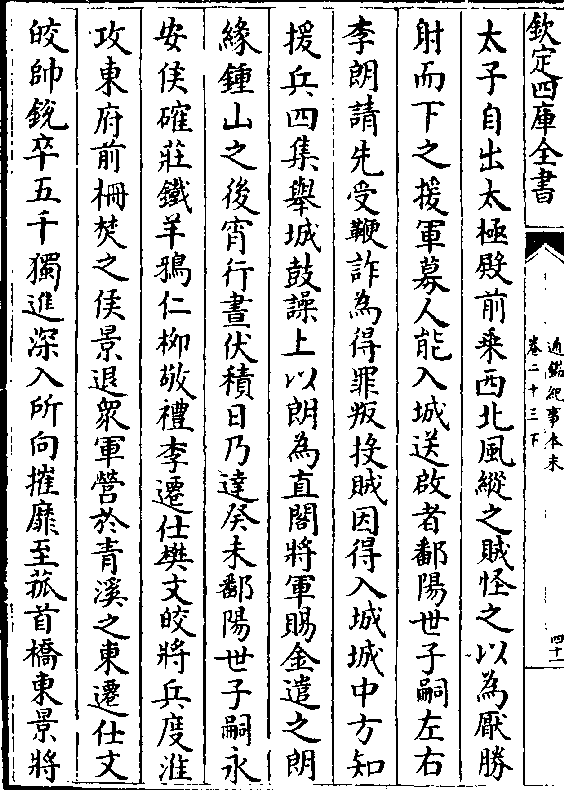 欽定四庫全書
通鑑紀事本末
卷二十三下
四十一
太子自出太極殿前乗西北風縱之賊怪之以為厭勝
射而下之援軍募人能入城送啟者鄱陽世子嗣左右
李朗請先受鞭詐為得罪叛投賊因得入城城中方知
援兵四集舉城鼓譟上以朗為直閤將軍賜金遣之朗
緣鍾山之後宵行晝伏積日乃達癸未鄱陽世子嗣永
安侯確莊鐵羊鴉仁栁敬禮李遷仕樊文皎將兵度淮
攻東府前柵焚之侯景退衆軍營於青溪之東遷仕文
皎帥銳卒五千獨進深入所向摧靡至菰首橋東景將